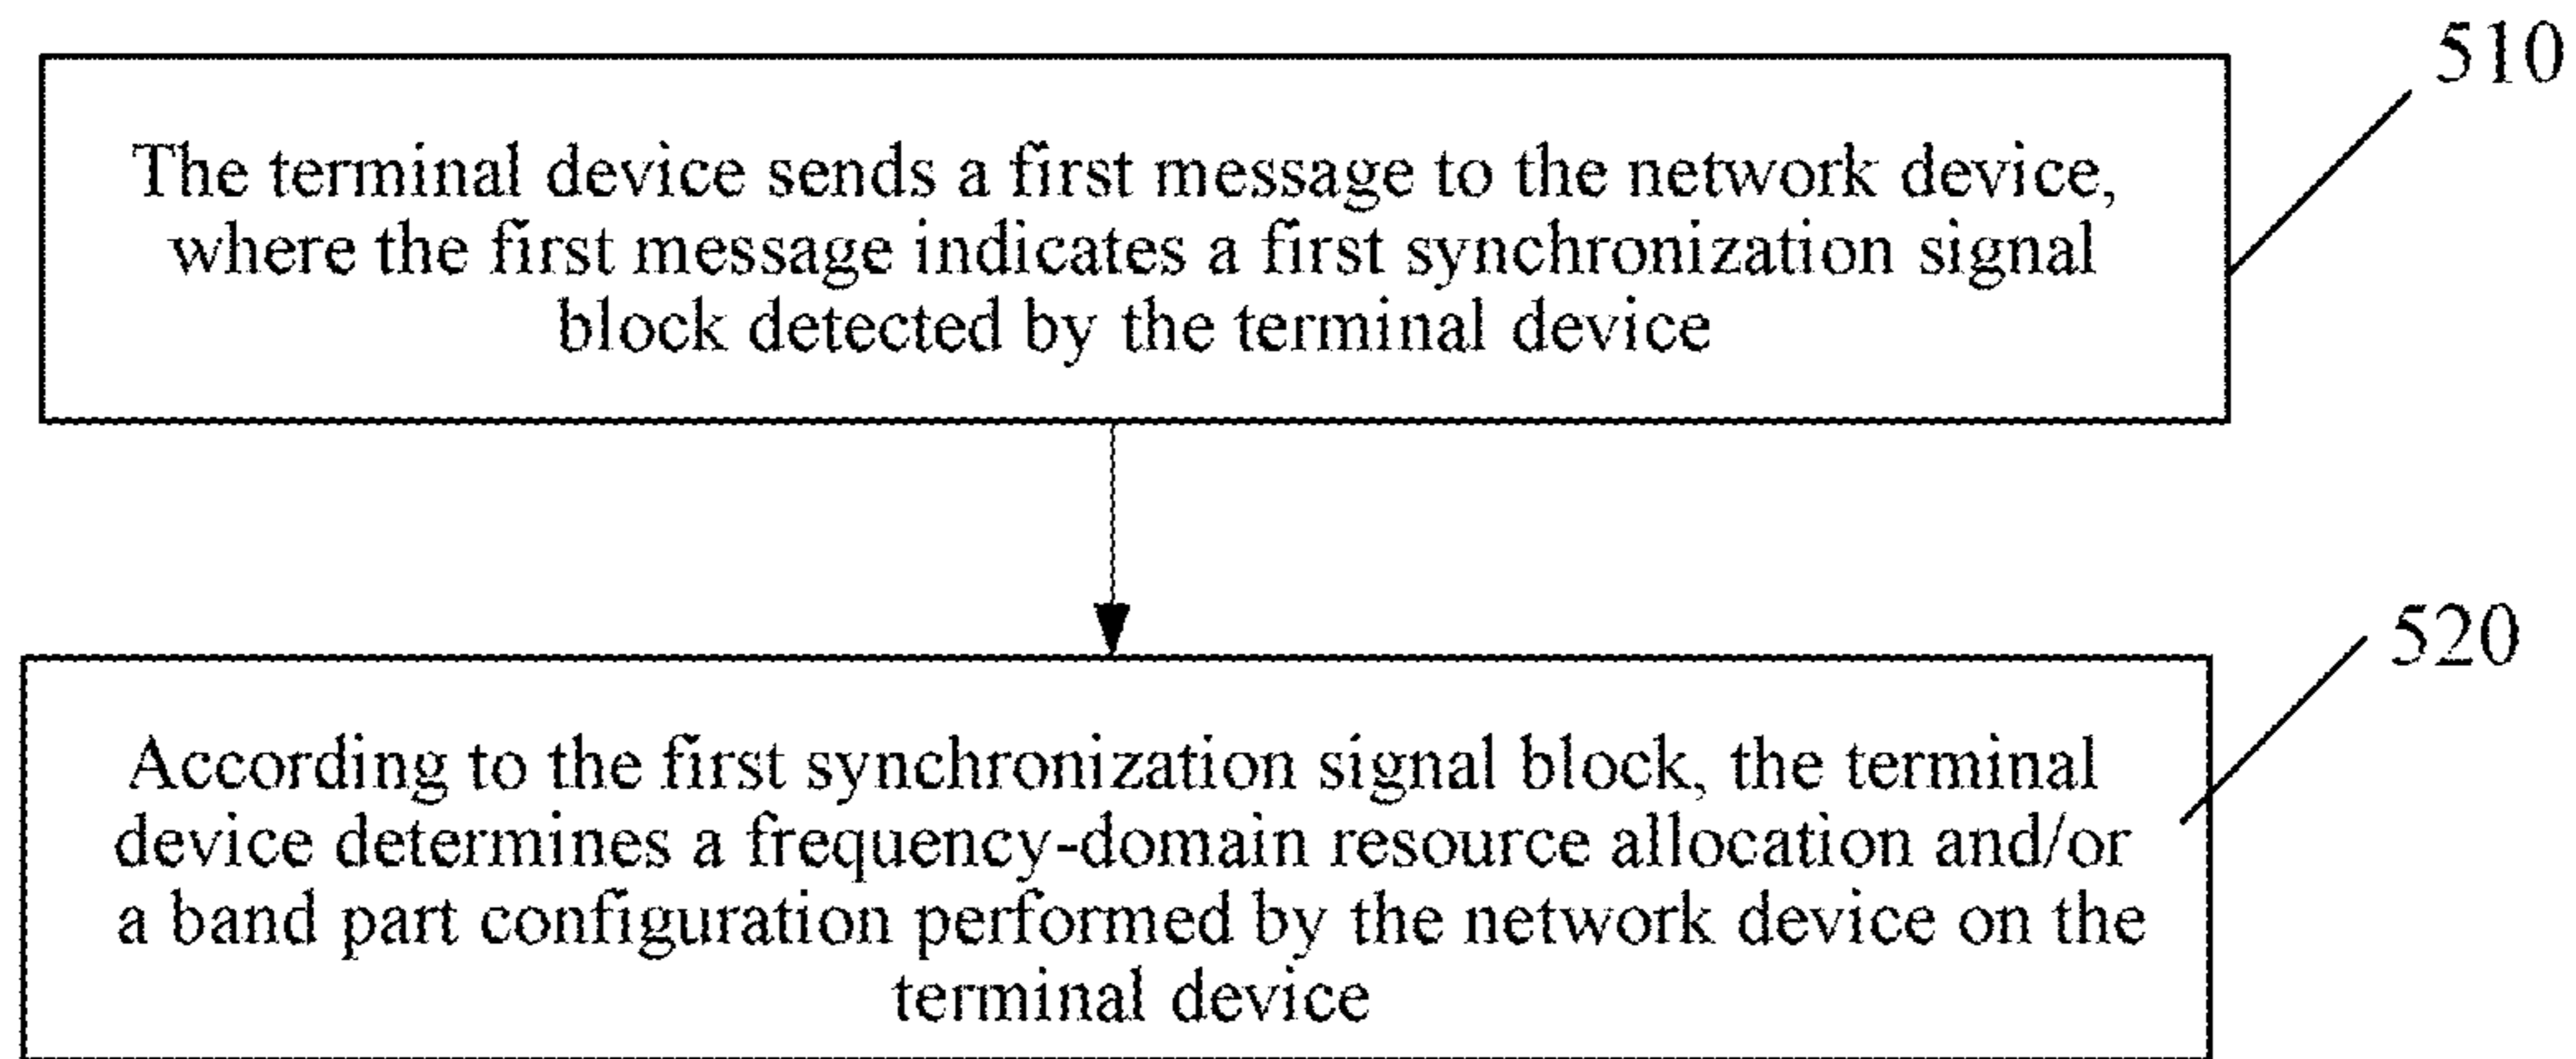 510
The terminal device sends a first message to the network device,
where the first message indicates a first synchronization signal
block detected by the terminal device
520
According to the first synchronization signal block, the terminal
device determines a frequency-domain resource allocation and/or
a band part configuration performed by the network device on the
terminal device